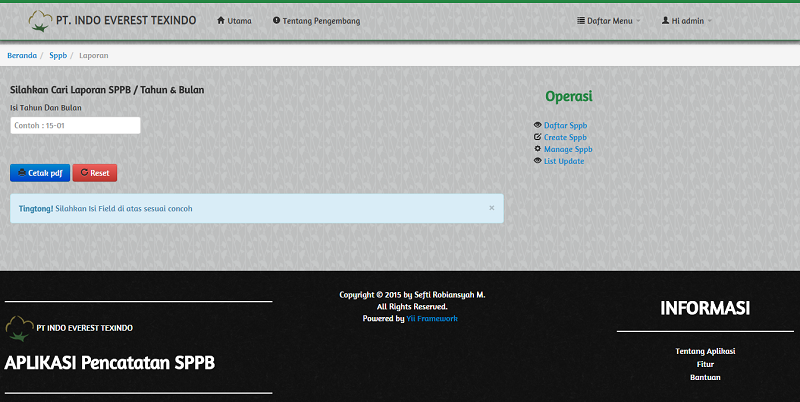 PT. INDO EVEREST TEXINDO
Utama
Tentang Pengembang
Daftar Menu
Hi admin
Beranda / Sppb / Laporan
Silahkan Cari Laporan SPPB / Tahun & Bulan
Isi Tahun Dan Bulan
Contoh : 15-01
Cetak pdf
Reset
Tingtong! Silahkan Isi Field di atas sesuai concoh
×
Operasi
Daftar Sppb
Create Sppb
Manage Sppb
List Update
PT INDO EVEREST TEXINDO
APLIKASI Pencatatan SPPB
Copyright © 2015 by Sefti Robiansyah M.
All Rights Reserved.
Powered by Yii Framework
INFORMASI
Tentang Aplikasi
Fitur
Bantuan